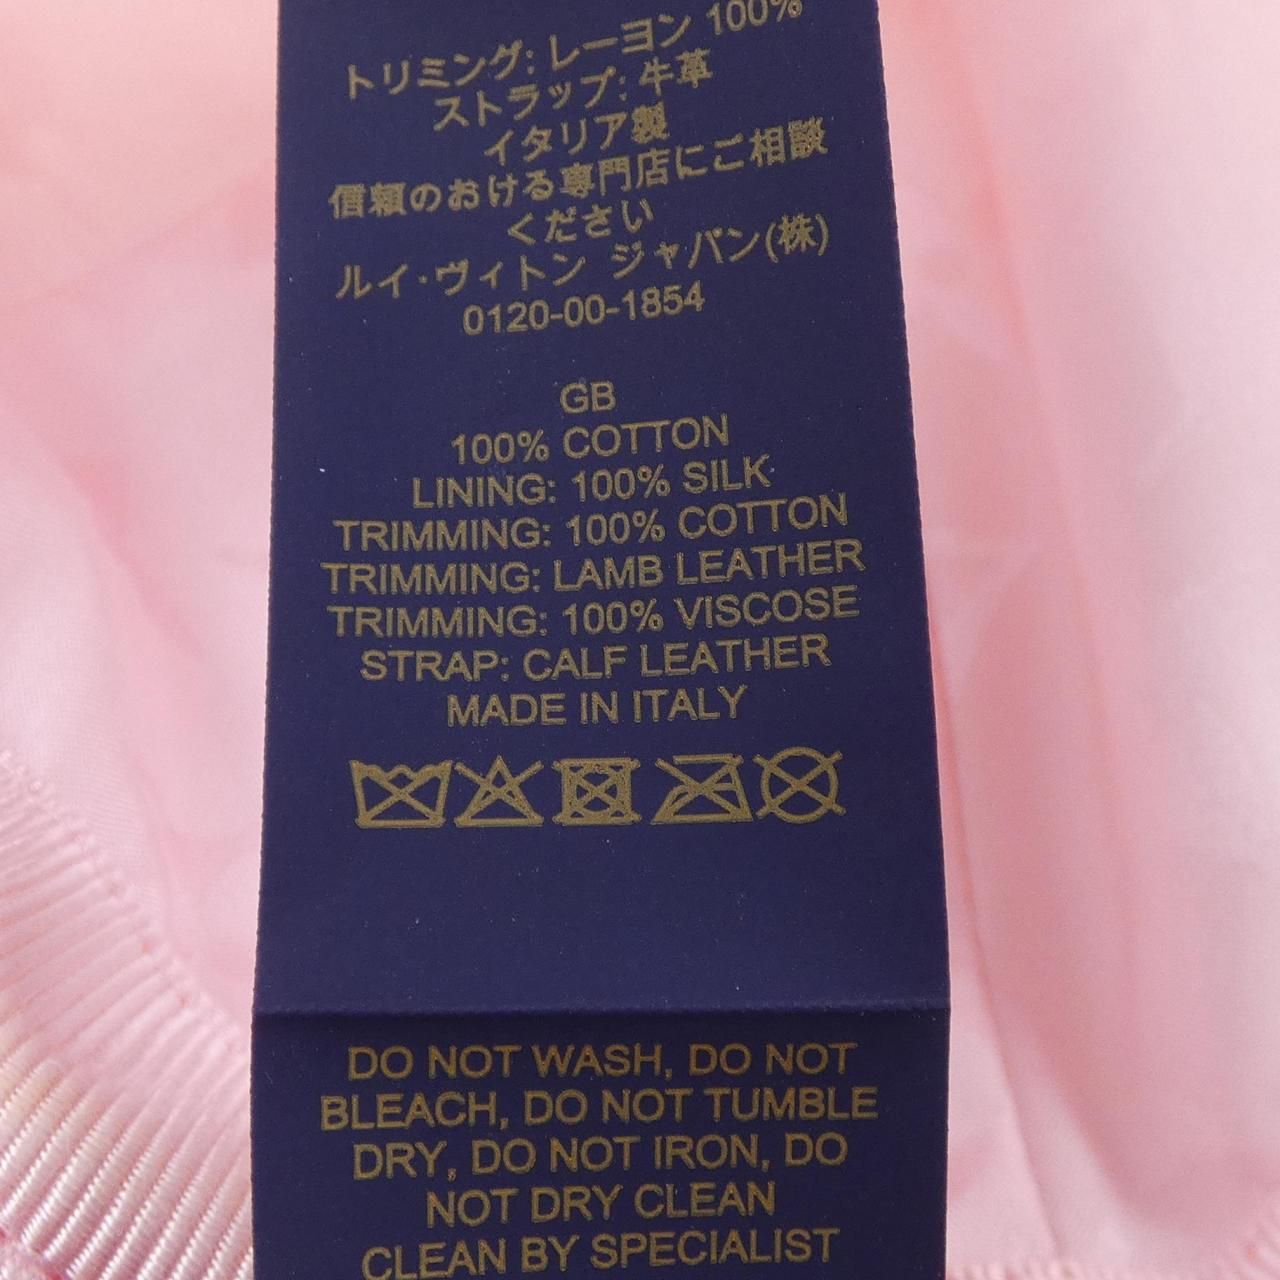 トリミング: レーヨン 100%
ストラップ: 牛革
イタリア製
信頼のおける専門店にご相談
ください
ルイ・ヴィトン ジャパン(株)
0120-00-1854
GB
100% COTTON
LINING: 100% SILK
TRIMMING: 100% COTTON
TRIMMING: LAMB LEATHER
TRIMMING: 100% VISCOSE
STRAP: CALF LEATHER
MADE IN ITALY
DO NOT WASH, DO NOT
BLEACH, DO NOT TUMBLE
DRY, DO NOT IRON, DO
NOT DRY CLEAN
CLEAN BY SPECIALIST